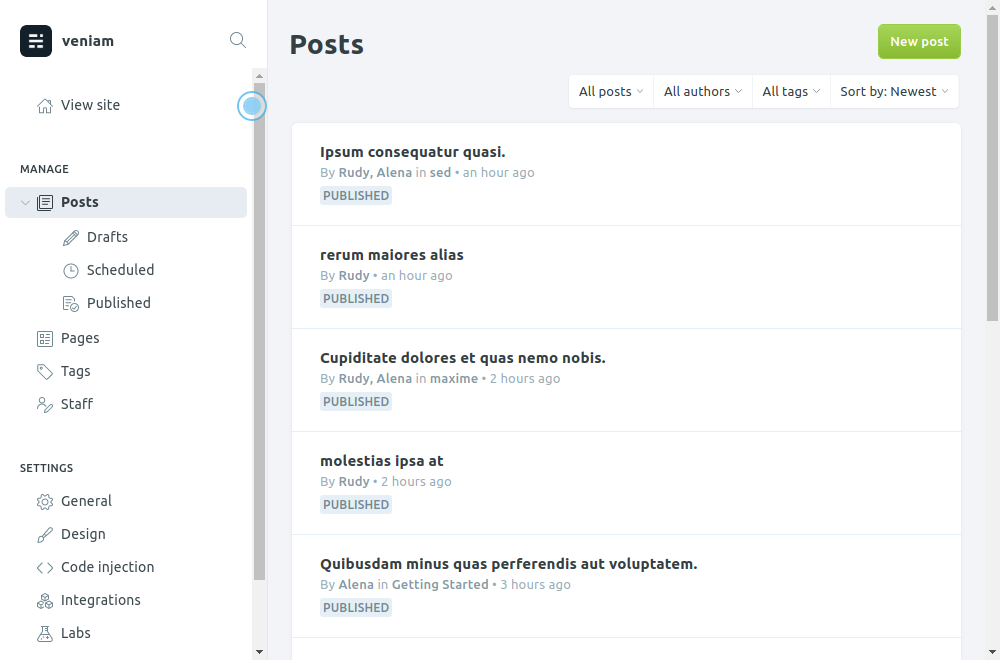 veniam
View site
MANAGE
Posts
Drafts
Scheduled
Published
Pages
Tags
Staff
SETTINGS
General
Design
Code injection
Integrations
Labs
Posts
New post
All posts
All authors
All tags
Sort by: Newest
Ipsum consequatur quasi.
By Rudy, Alena in sed • an hour ago
PUBLISHED
rerum maiores alias
By Rudy • an hour ago
PUBLISHED
Cupiditate dolores et quas nemo nobis.
By Rudy, Alena in maxime • 2 hours ago
PUBLISHED
molestias ipsa at
By Rudy • 2 hours ago
PUBLISHED
Quibusdam minus quas perferendis aut voluptatem.
By Alena in Getting Started • 3 hours ago
PUBLISHED